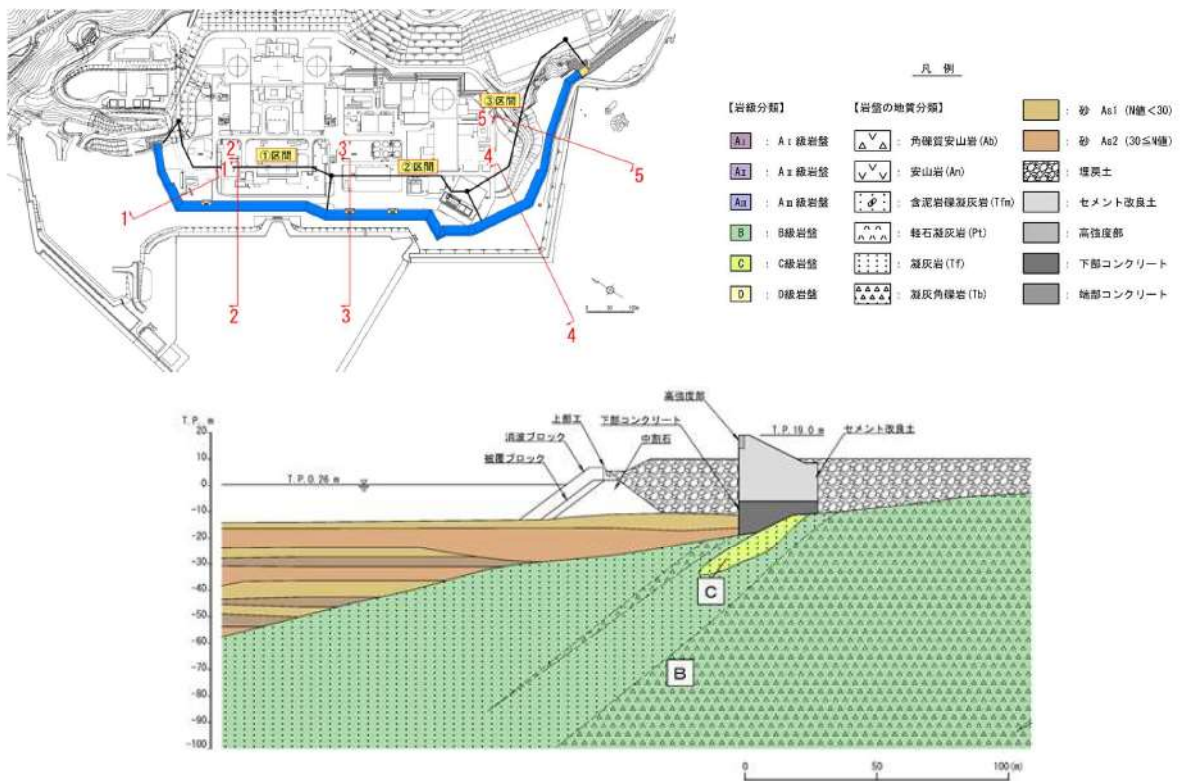 ①区間
②区間
③区間
1
1
2
2
3
3
4
4
5
5
凡 例
【岩級分類】
AⅠ : AⅠ級岩盤
AⅡ : AⅡ級岩盤
AⅢ : AⅢ級岩盤
B : B級岩盤
C : C級岩盤
D : D級岩盤
【岩盤の地質分類】
: 角礫質安山岩(Ab)
: 安山岩(An)
: 含泥岩礫凝灰岩(Tfm)
: 軽石凝灰岩(Pt)
: 凝灰岩(Tf)
: 凝灰角礫岩(Tb)
: 砂 As1 (N値<30)
: 砂 As2 (30≦N値)
: 埋戻土
: セメント改良土
: 高強度部
: 下部コンクリート
: 端部コンクリート
T.P. m
20
10
0
-10
-20
-30
-40
-50
-60
-70
-80
-90
-100
T.P.0.26 m
被覆ブロック
消波ブロック
上部工
中割石
下部コンクリート
高強度部
T.P.19.0 m
セメント改良土
C
B
0 50 100(m)